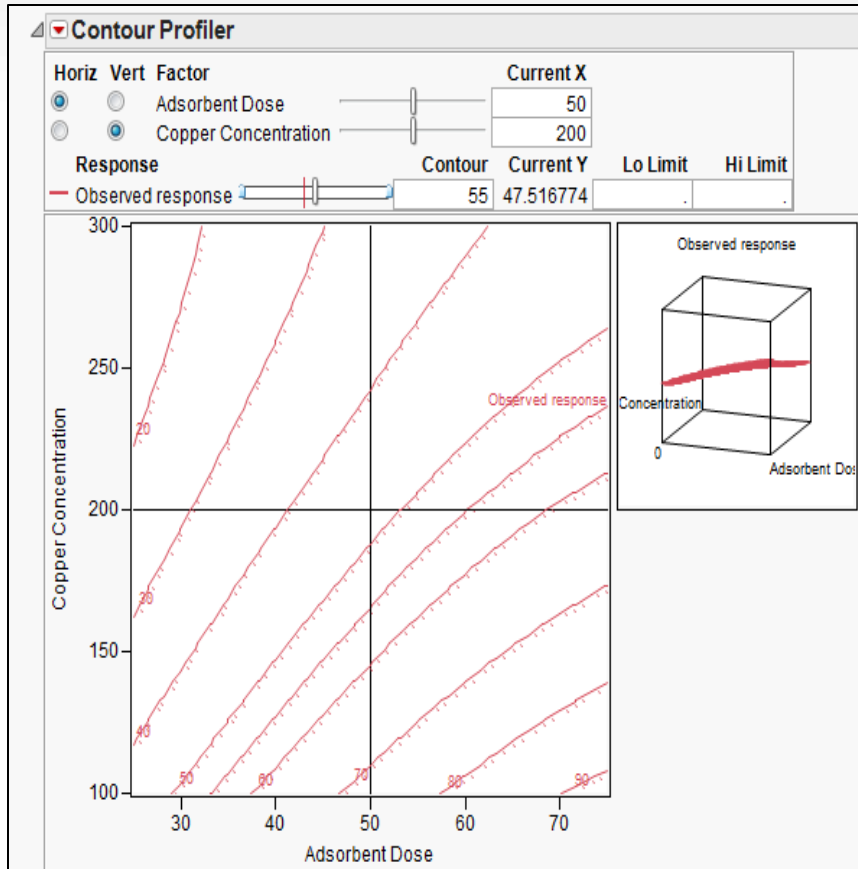 Contour Profiler
Horiz Vert Factor Current X
Adsorbent Dose 50
Copper Concentration 200
Response Contour Current Y Lo Limit Hi Limit
Observed response 55 47.516774 . .
300
250
200
150
100
Copper Concentration
20
30
40
50
60
70
80
90
Observed response
30 40 50 60 70
Adsorbent Dose
Observed response
Concentration
0
Adsorbent Dos